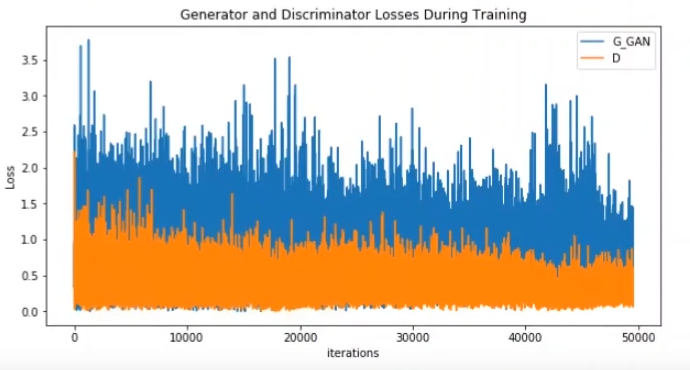 Generator and Discriminator Losses During Training
G_GAN
D
3.5
3.0
2.5
2.0
1.5
1.0
0.5
0.0
Loss
0
10000
20000
30000
40000
50000
iterations